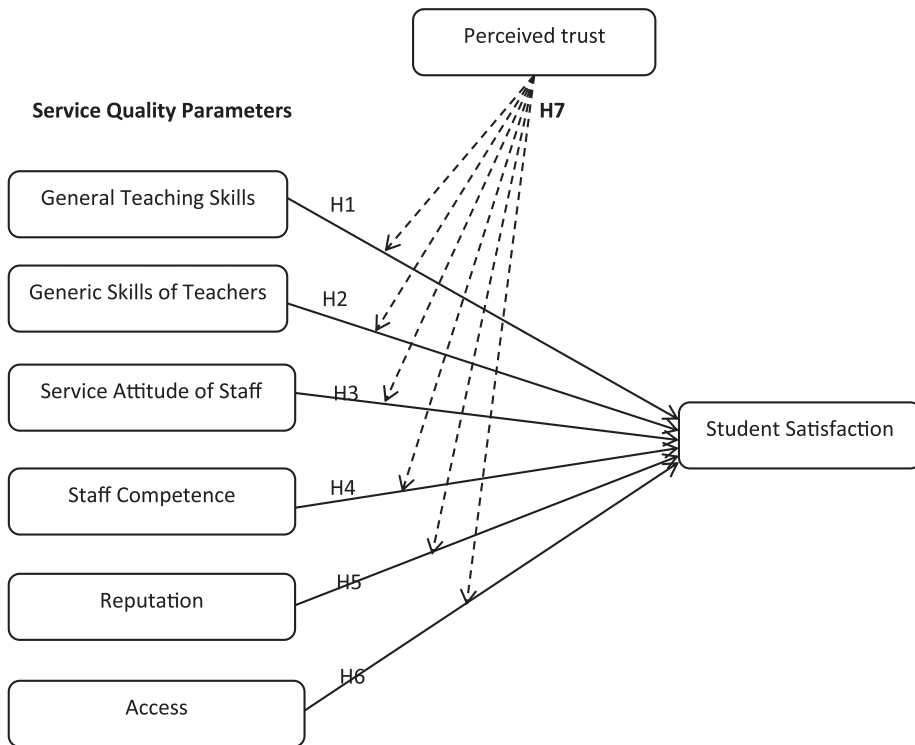 Perceived trust
Service Quality Parameters
H7
General Teaching Skills
H1
Generic Skills of Teachers
H2
Service Attitude of Staff
H3
Student Satisfaction
Staff Competence
H4
Reputation
H5
Access
H6